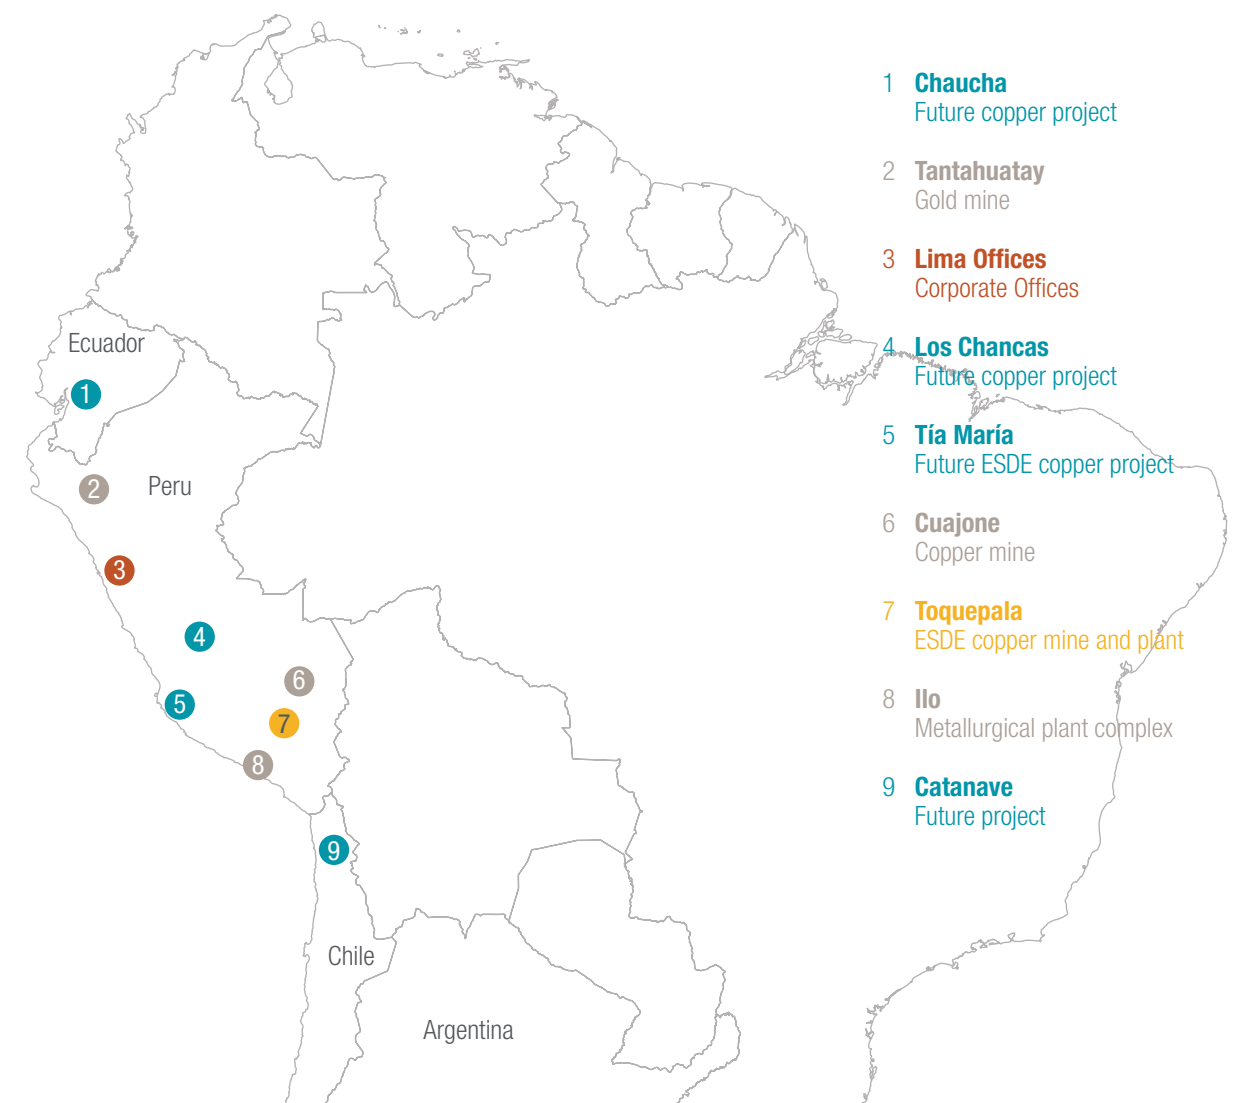 Ecuador
1
2
Peru
3
4
6
5
7
8
9
Chile
Argentina
1 Chaucha
Future copper project
2 Tantahuatay
Gold mine
3 Lima Offices
Corporate Offices
4 Los Chancas
Future copper project
5 Tía María
Future ESDE copper project
6 Cuajone
Copper mine
7 Toquepala
ESDE copper mine and plant
8 Ilo
Metallurgical plant complex
9 Catanave
Future project